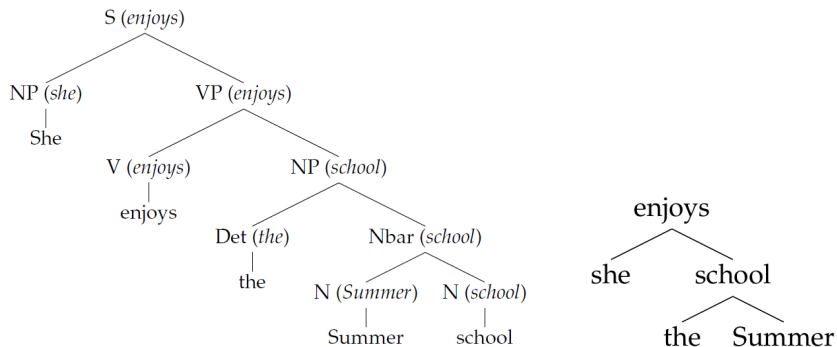 S (enjoys)
NP (she) VP (enjoys)
She
V (enjoys) NP (school)
enjoys
Det (the) Nbar (school)
the
N (Summer) N (school)
Summer school
enjoys
she school
the Summer